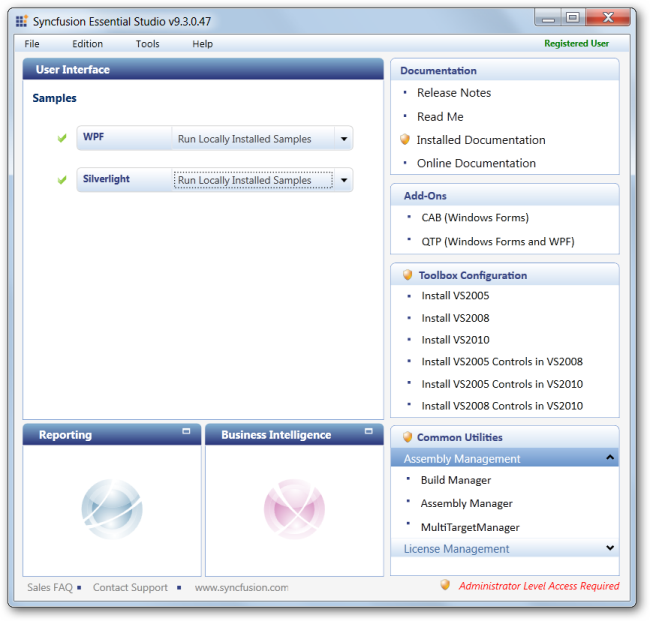 Syncfusion Essential Studio v9.3.0.47
File Edition Tools Help Registered User
User Interface
Samples
WPF Run Locally Installed Samples
Silverlight Run Locally Installed Samples
Reporting
Business Intelligence
Documentation
Release Notes
Read Me
Installed Documentation
Online Documentation
Add-Ons
CAB (Windows Forms)
QTP (Windows Forms and WPF)
Toolbox Configuration
Install VS2005
Install VS2008
Install VS2010
Install VS2005 Controls in VS2008
Install VS2005 Controls in VS2010
Install VS2008 Controls in VS2010
Common Utilities
Assembly Management
Build Manager
Assembly Manager
MultiTargetManager
License Management
Sales FAQ Contact Support www.syncfusion.com
Administrator Level Access Required